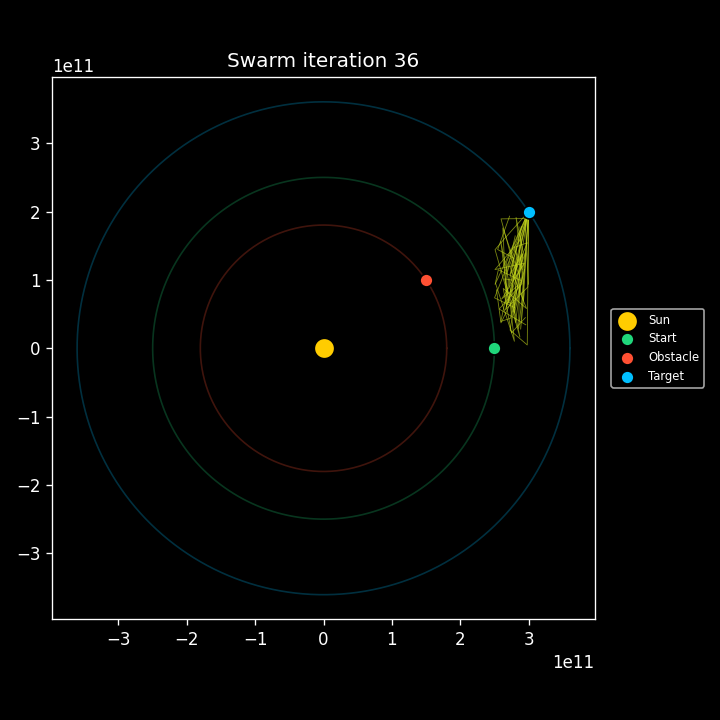 Swarm iteration 36
1e11
3
2
1
0
−1
−2
−3
−3 −2 −1 0 1 2 3
1e11
Sun
Start
Obstacle
Target